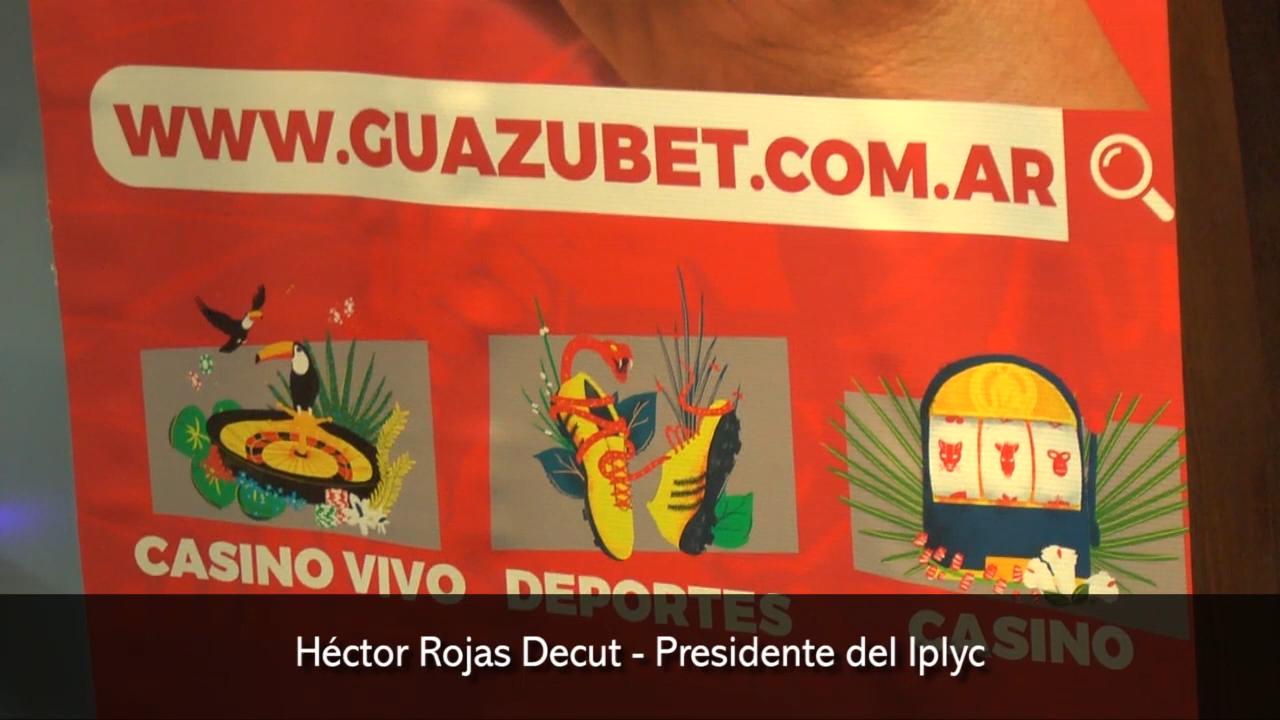 WWW.GUAZUBET.COM.AR
CASINO VIVO
DEPORTES
CASINO
Héctor Rojas Decut - Presidente del Iplyc